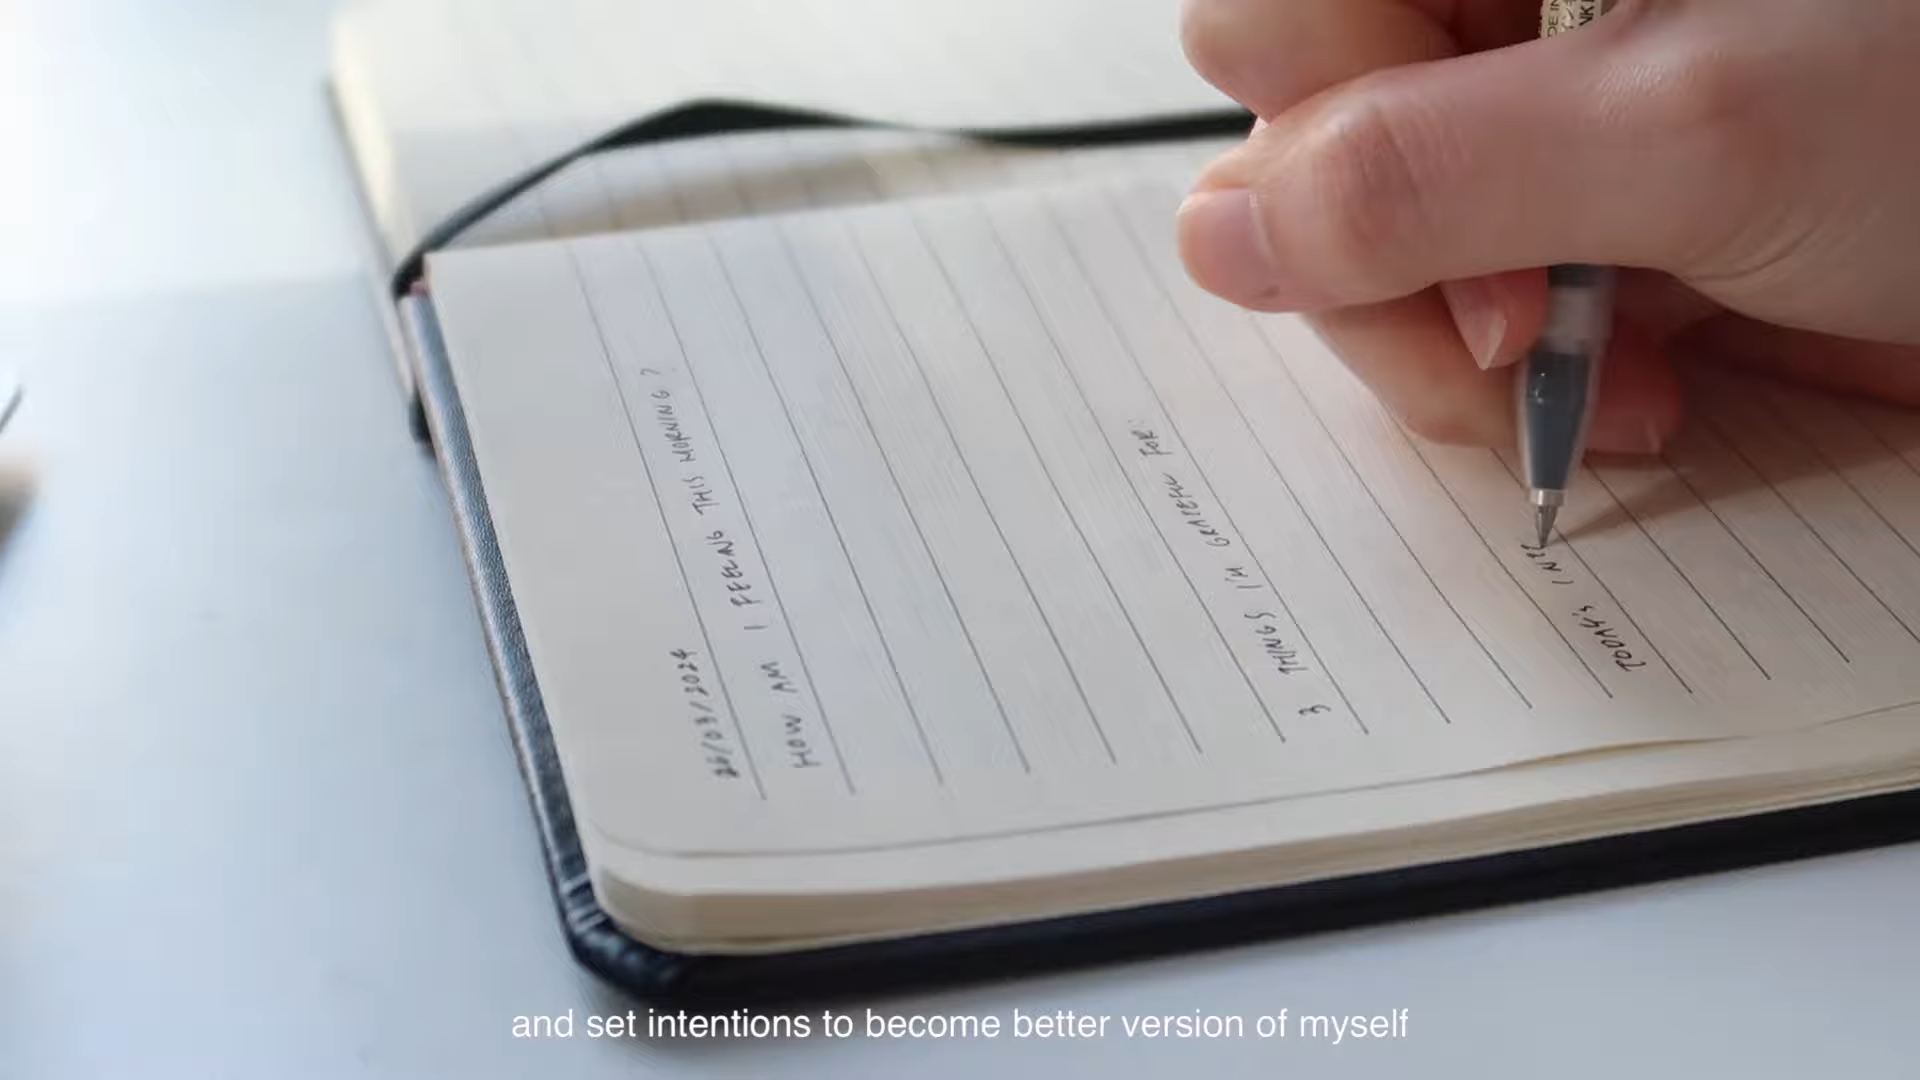 26/03/2024
HOW AM I FEELING THIS MORNING?
3 THINGS I'M GRATEFUL FOR:
TODAY'S INTE
and set intentions to become better version of myself